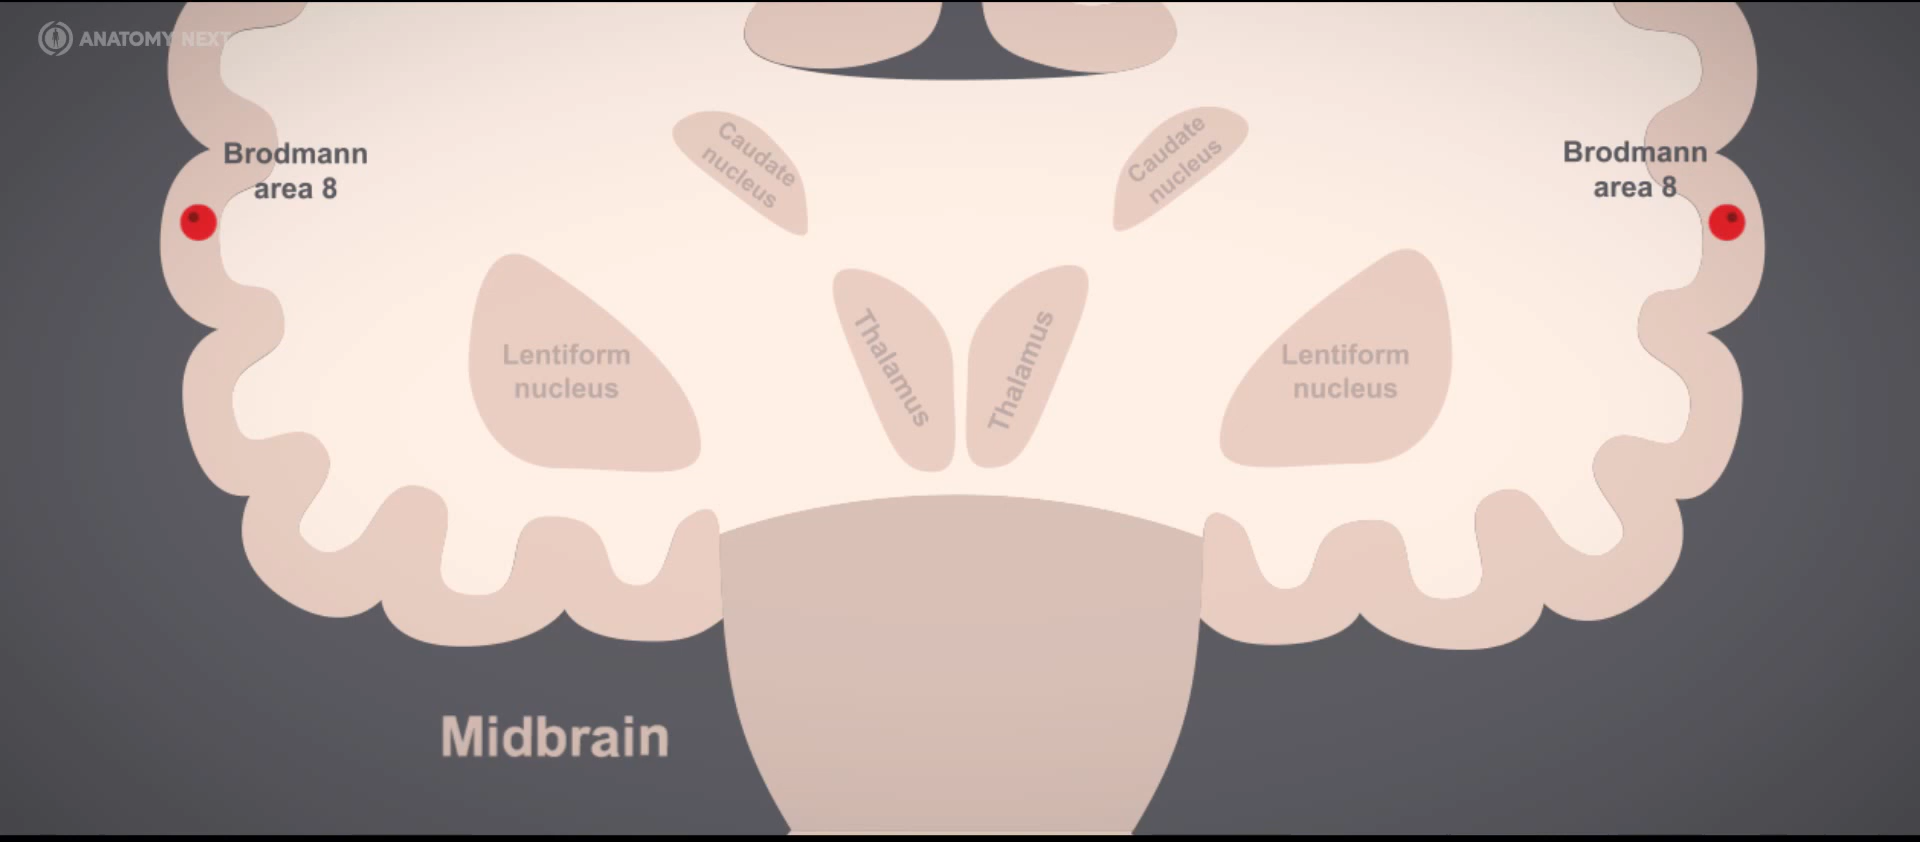 ANATOMY NEXT
Brodmann
area 8
Caudate
nucleus
Caudate
nucleus
Brodmann
area 8
Lentiform
nucleus
Thalamus
Thalamus
Lentiform
nucleus
Midbrain